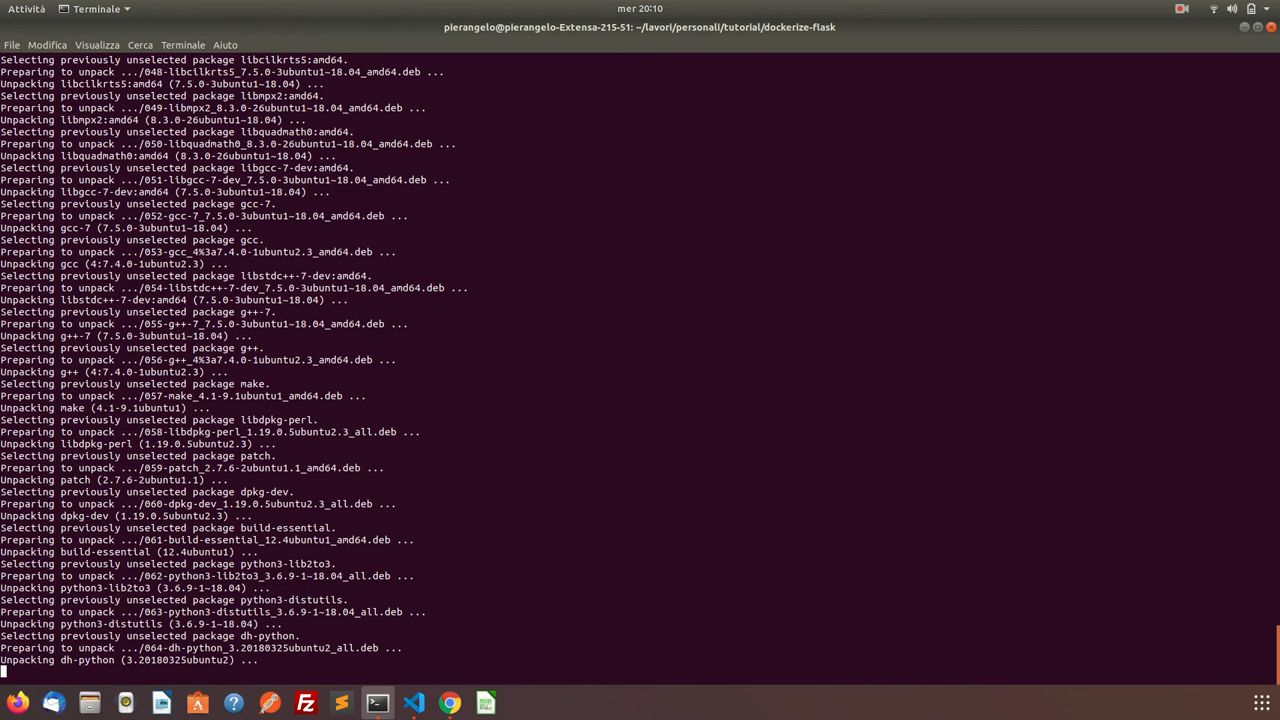 Attività
Terminale
mer 20:10
pierangelo@pierangelo-Extensa-215-51: ~/lavori/personali/tutorial/dockerize-flask
File Modifica Visualizza Cerca Terminale Aiuto
Selecting previously unselected package libcilkrts5:amd64.
Preparing to unpack .../048-libcilkrts5_7.5.0-3ubuntu1~18.04_amd64.deb ...
Unpacking libcilkrts5:amd64 (7.5.0-3ubuntu1~18.04) ...
Selecting previously unselected package libmpx2:amd64.
Preparing to unpack .../049-libmpx2_8.3.0-26ubuntu1~18.04_amd64.deb ...
Unpacking libmpx2:amd64 (8.3.0-26ubuntu1~18.04) ...
Selecting previously unselected package libquadmath0:amd64.
Preparing to unpack .../050-libquadmath0_8.3.0-26ubuntu1~18.04_amd64.deb ...
Unpacking libquadmath0:amd64 (8.3.0-26ubuntu1~18.04) ...
Selecting previously unselected package libgcc-7-dev:amd64.
Preparing to unpack .../051-libgcc-7-dev_7.5.0-3ubuntu1~18.04_amd64.deb ...
Unpacking libgcc-7-dev:amd64 (7.5.0-3ubuntu1~18.04) ...
Selecting previously unselected package gcc-7.
Preparing to unpack .../052-gcc-7_7.5.0-3ubuntu1~18.04_amd64.deb ...
Unpacking gcc-7 (7.5.0-3ubuntu1~18.04) ...
Selecting previously unselected package gcc.
Preparing to unpack .../053-gcc_4%3a7.4.0-1ubuntu2.3_amd64.deb ...
Unpacking gcc (4:7.4.0-1ubuntu2.3) ...
Selecting previously unselected package libstdc++-7-dev:amd64.
Preparing to unpack .../054-libstdc++-7-dev_7.5.0-3ubuntu1~18.04_amd64.deb ...
Unpacking libstdc++-7-dev:amd64 (7.5.0-3ubuntu1~18.04) ...
Selecting previously unselected package g++-7.
Preparing to unpack .../055-g++-7_7.5.0-3ubuntu1~18.04_amd64.deb ...
Unpacking g++-7 (7.5.0-3ubuntu1~18.04) ...
Selecting previously unselected package g++.
Preparing to unpack .../056-g++_4%3a7.4.0-1ubuntu2.3_amd64.deb ...
Unpacking g++ (4:7.4.0-1ubuntu2.3) ...
Selecting previously unselected package make.
Preparing to unpack .../057-make_4.1-9.1ubuntu1_amd64.deb ...
Unpacking make (4.1-9.1ubuntu1) ...
Selecting previously unselected package libdpkg-perl.
Preparing to unpack .../058-libdpkg-perl_1.19.0.5ubuntu2.3_all.deb ...
Unpacking libdpkg-perl (1.19.0.5ubuntu2.3) ...
Selecting previously unselected package patch.
Preparing to unpack .../059-patch_2.7.6-2ubuntu1.1_amd64.deb ...
Unpacking patch (2.7.6-2ubuntu1.1) ...
Selecting previously unselected package dpkg-dev.
Preparing to unpack .../060-dpkg-dev_1.19.0.5ubuntu2.3_all.deb ...
Unpacking dpkg-dev (1.19.0.5ubuntu2.3) ...
Selecting previously unselected package build-essential.
Preparing to unpack .../061-build-essential_12.4ubuntu1_amd64.deb ...
Unpacking build-essential (12.4ubuntu1) ...
Selecting previously unselected package python3-lib2to3.
Preparing to unpack .../062-python3-lib2to3_3.6.9-1~18.04_all.deb ...
Unpacking python3-lib2to3 (3.6.9-1~18.04) ...
Selecting previously unselected package python3-distutils.
Preparing to unpack .../063-python3-distutils_3.6.9-1~18.04_all.deb ...
Unpacking python3-distutils (3.6.9-1~18.04) ...
Selecting previously unselected package dh-python.
Preparing to unpack .../064-dh-python_3.20180325ubuntu2_all.deb ...
Unpacking dh-python (3.20180325ubuntu2) ...